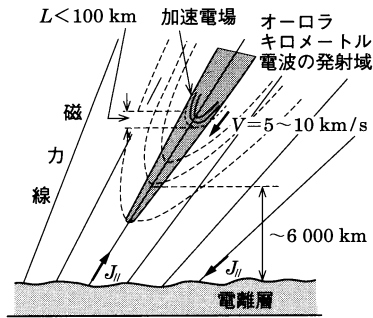 L<100 km
加速電場
オーロラ
キロメートル
電波の発射域
磁力線
V=5~10 km/s
~6 000 km
J//
J//
電離層